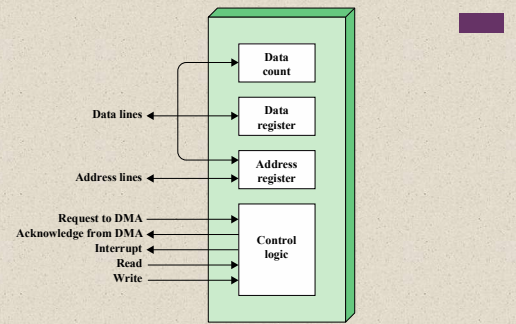 Data
count
Data lines
Data
register
Address lines
Address
register
Request to DMA
Acknowledge from DMA
Interrupt
Read
Write
Control
logic